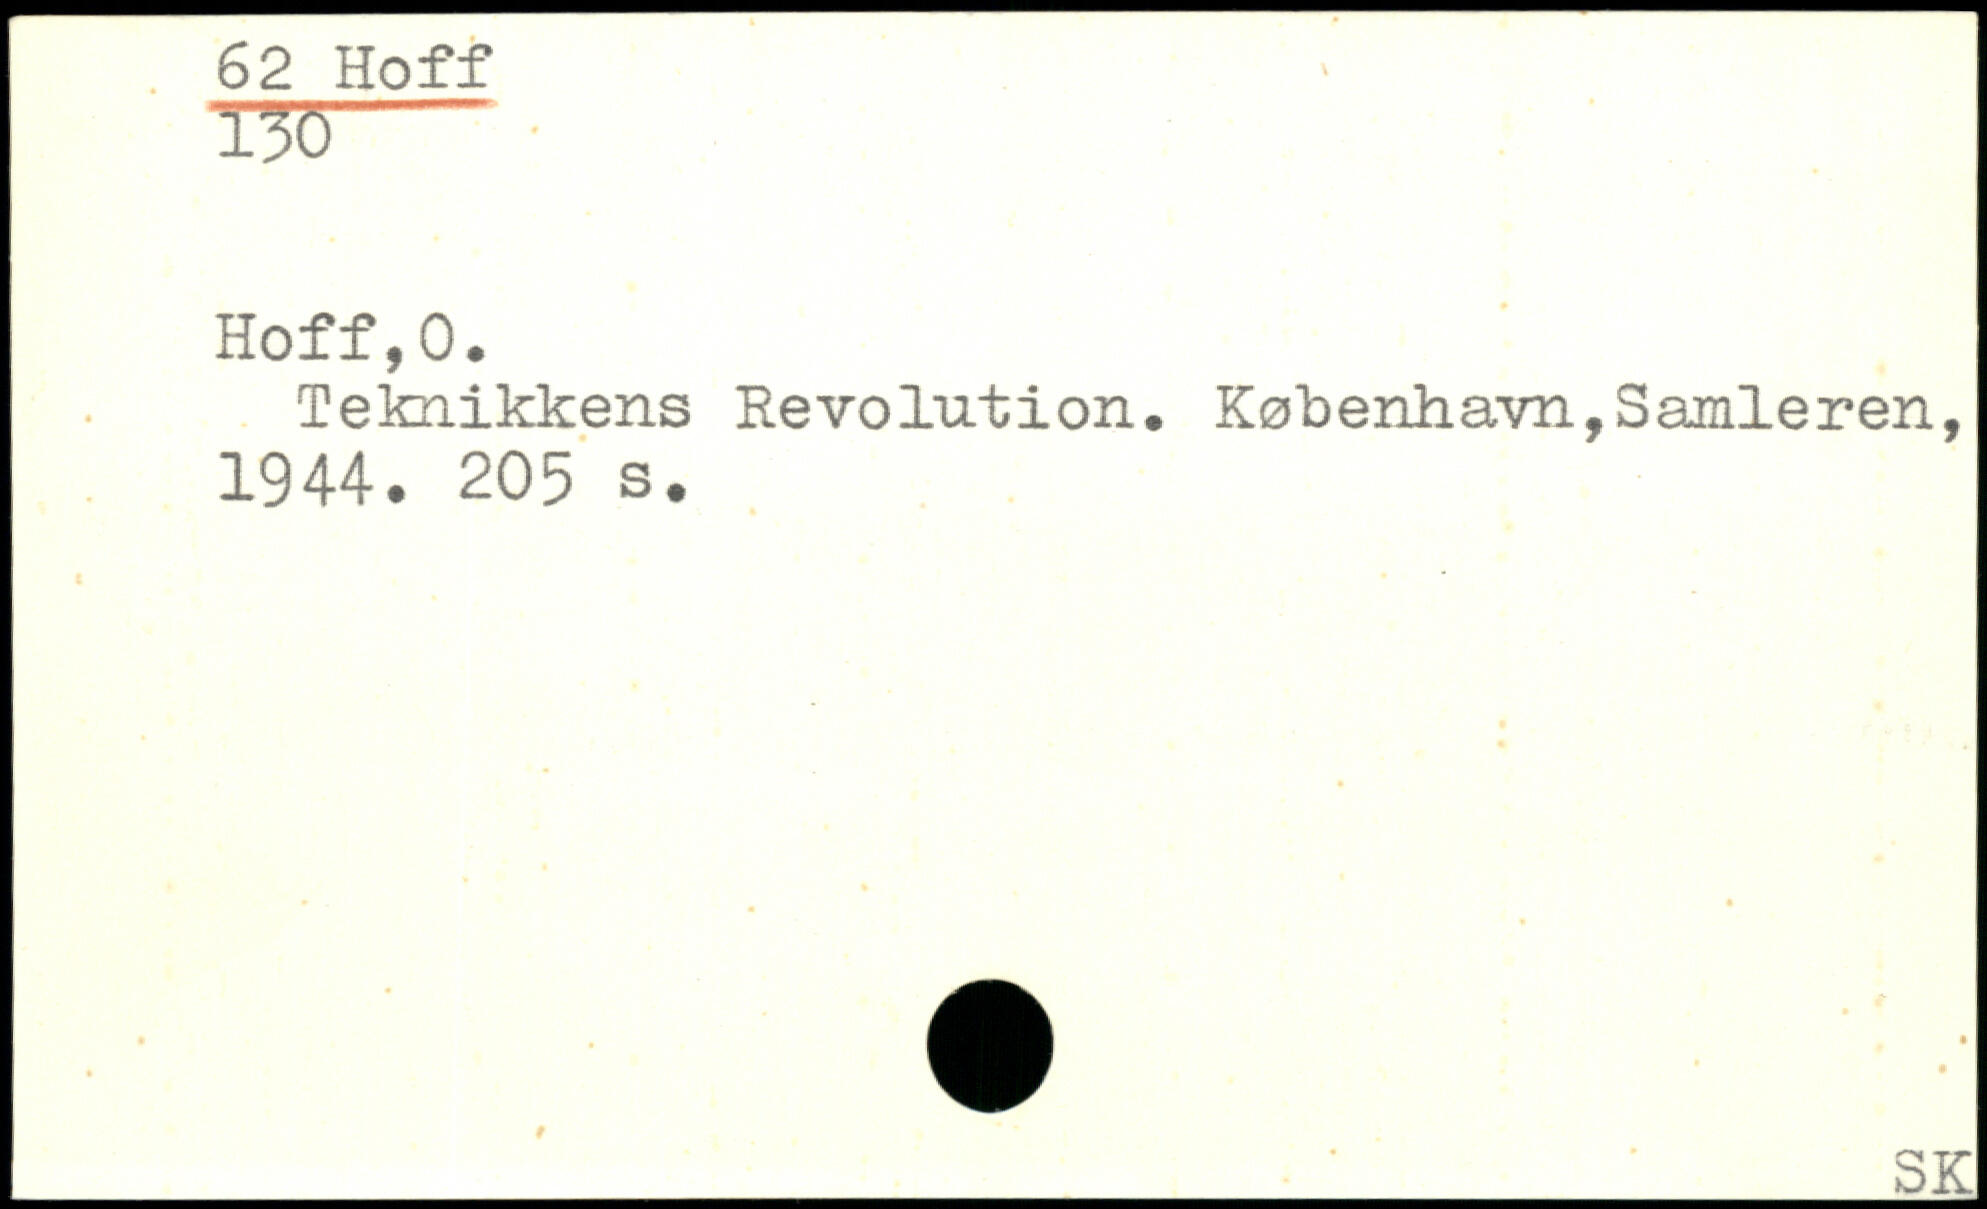 62 Hoff
130
Hoff,O.
Teknikkens Revolution. København,Samleren,
1944. 205 s.
SK